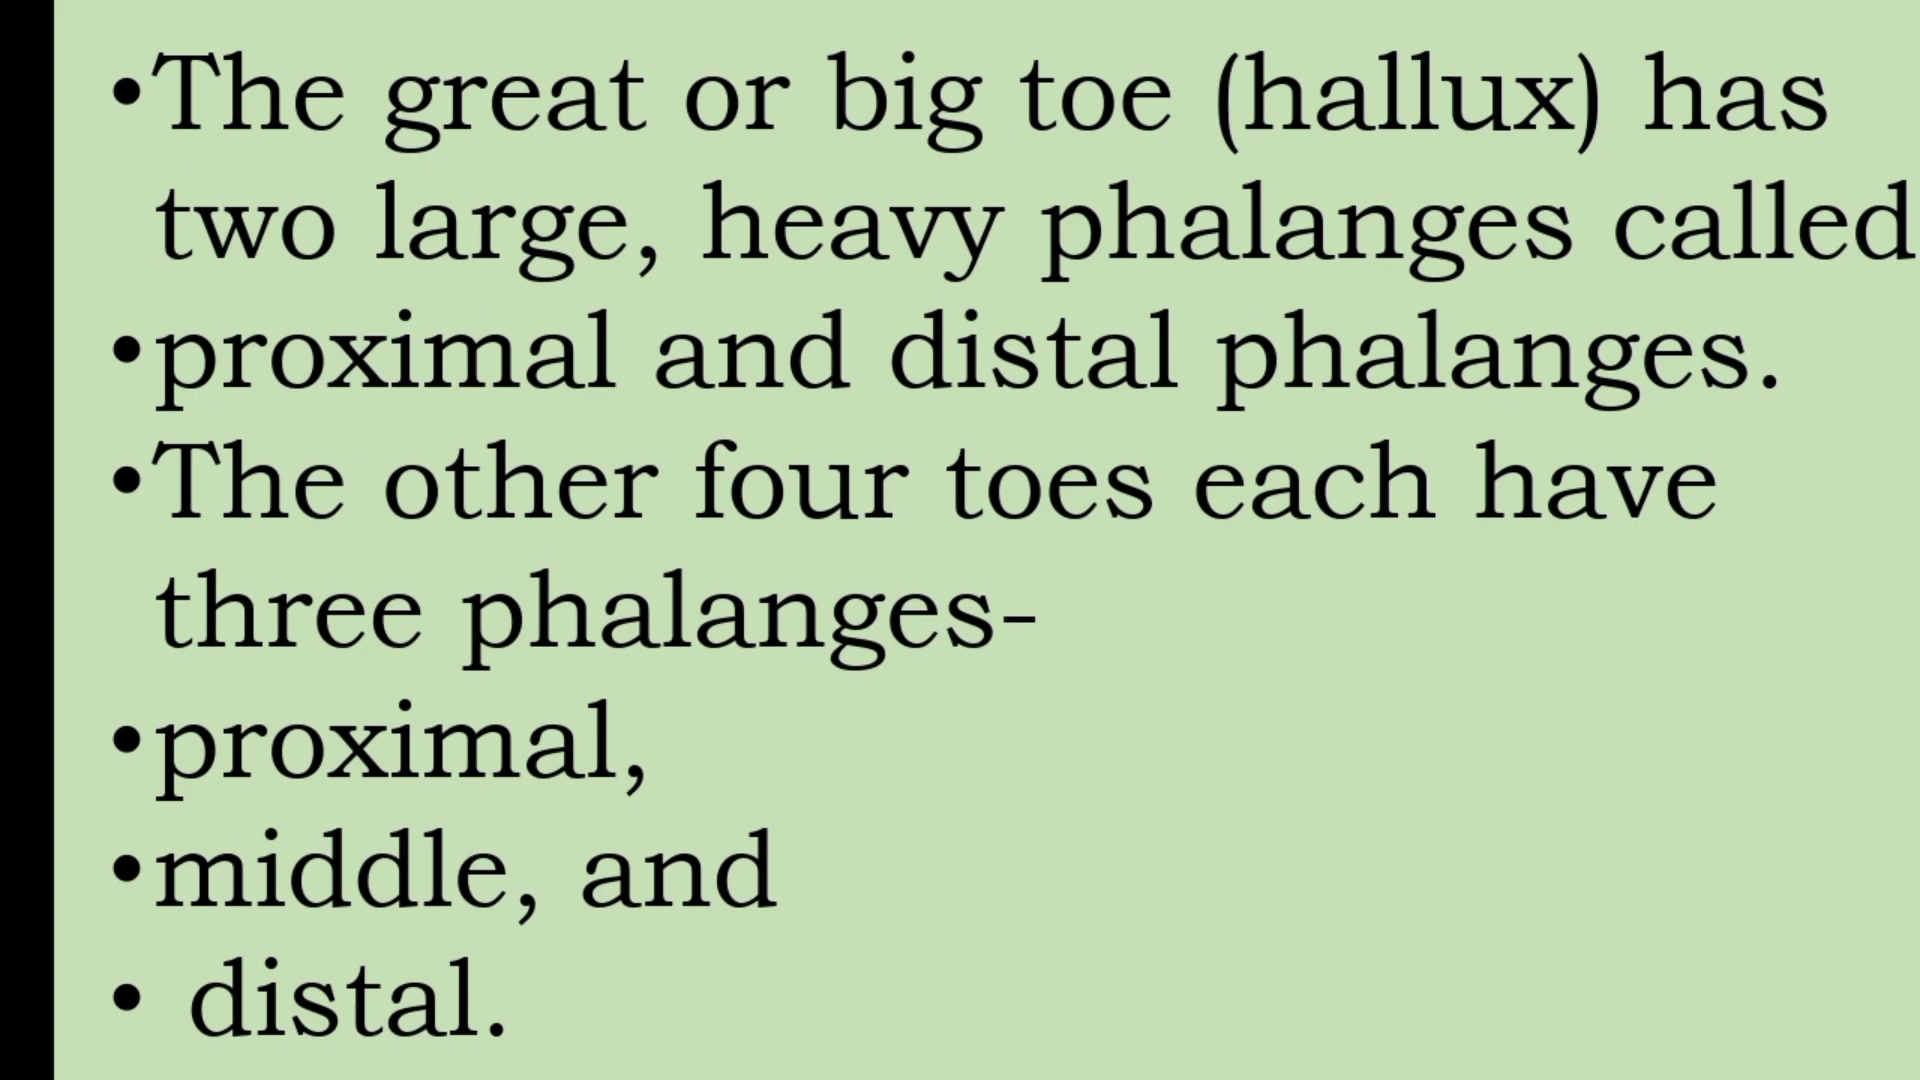 •The great or big toe (hallux) has
two large, heavy phalanges called
•proximal and distal phalanges.
•The other four toes each have
three phalanges-
•proximal,
•middle, and
• distal.